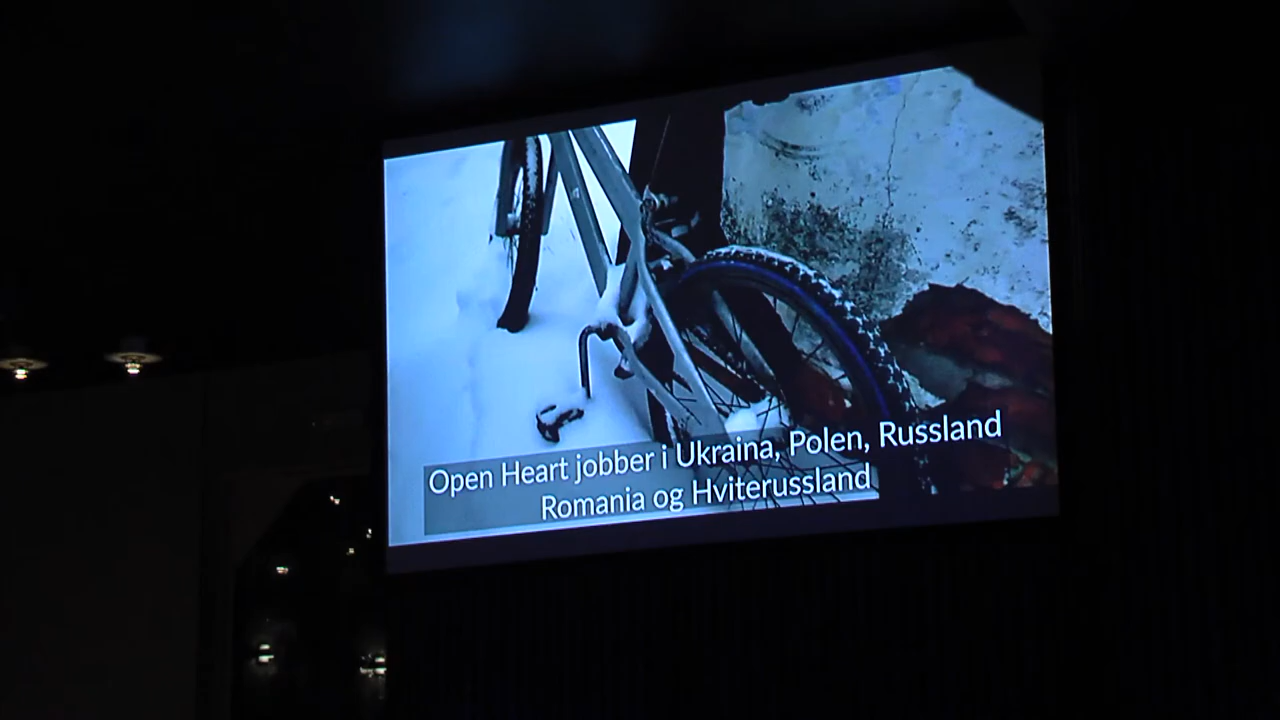 Open Heart jobber i Ukraina, Polen, Russland
Romania og Hviterussland